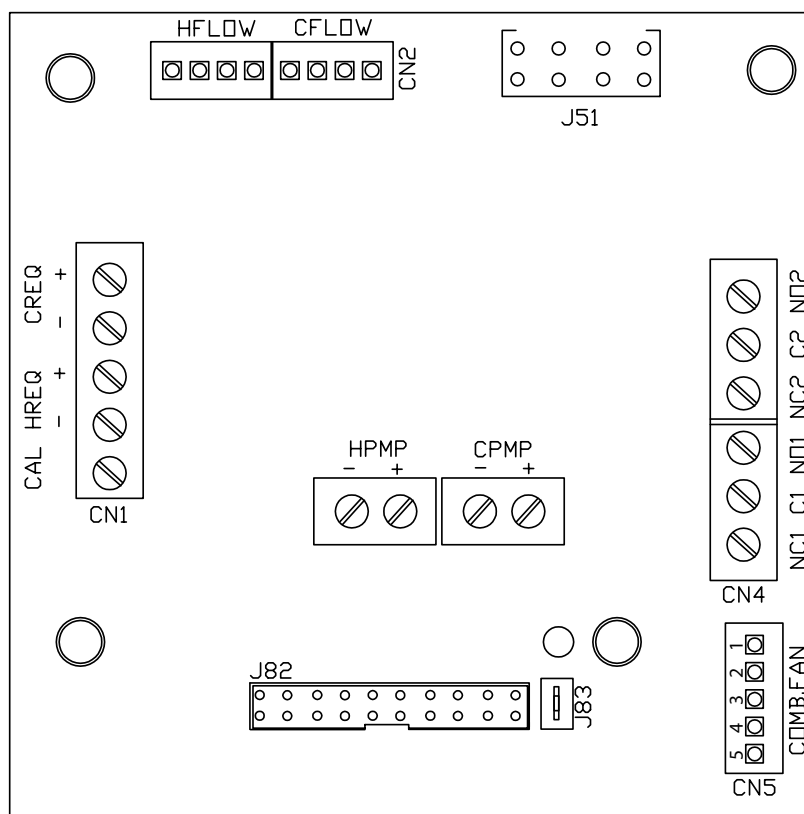 HFLOW CFLOW
CN2
J51
CREQ + -
HREQ + -
CAL
CN1
HPMP
- +
CPMP
- +
NO2
C2
NC2
NO1
C1
NC1
CN4
J82
J83
1
2
3
4
5
COMB.FAN
CN5